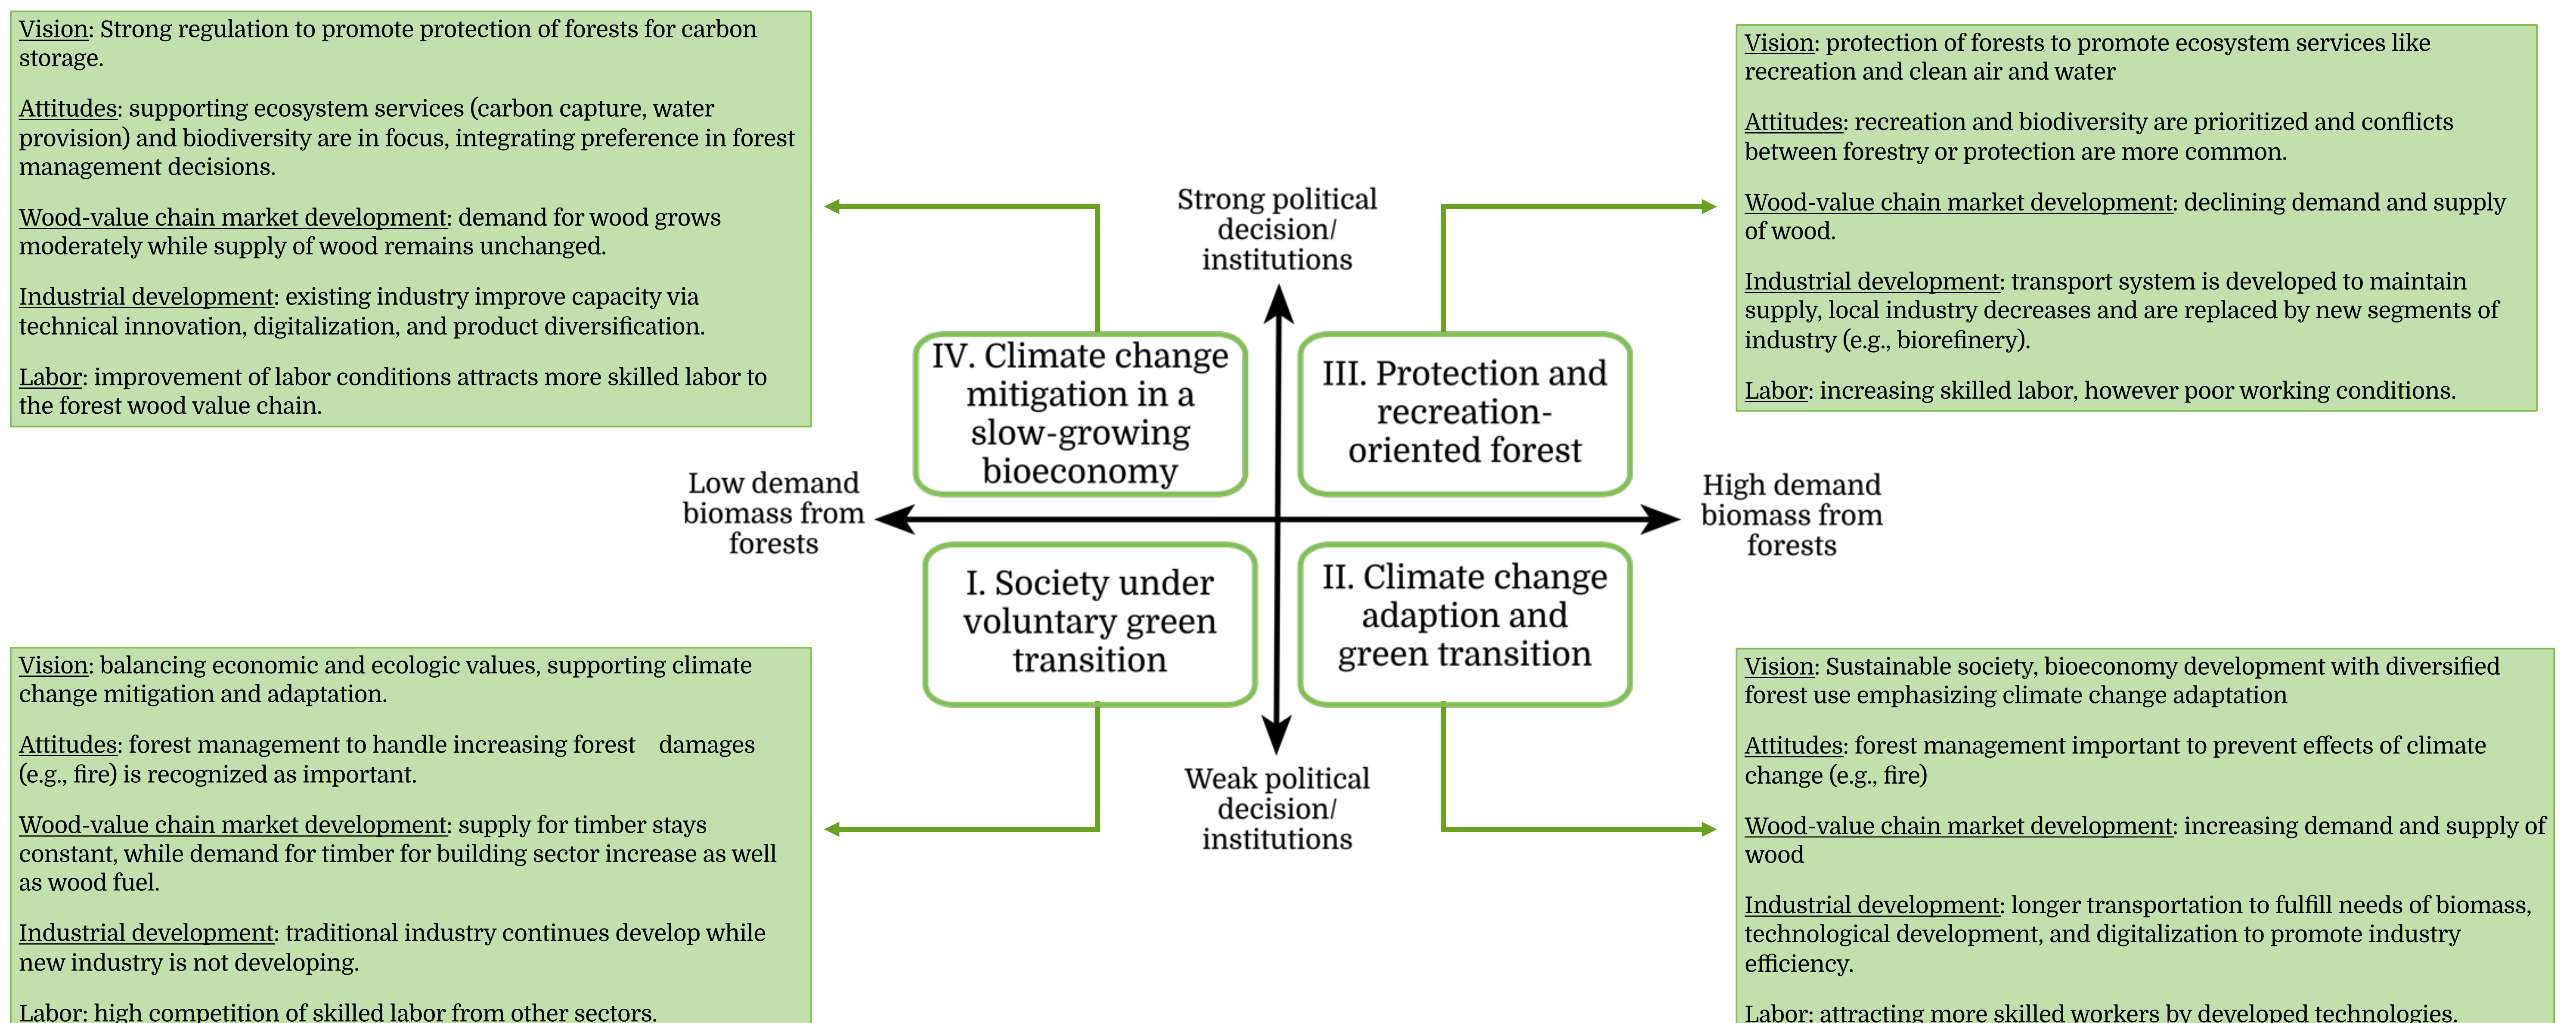 Vision: Strong regulation to promote protection of forests for carbon
storage.
Attitudes: supporting ecosystem services (carbon capture, water
provision) and biodiversity are in focus, integrating preference in forest
management decisions.
Wood-value chain market development: demand for wood grows
moderately while supply of wood remains unchanged.
Industrial development: existing industry improve capacity via
technical innovation, digitalization, and product diversification.
Labor: improvement of labor conditions attracts more skilled labor to
the forest wood value chain.
Vision: protection of forests to promote ecosystem services like
recreation and clean air and water
Attitudes: recreation and biodiversity are prioritized and conflicts
between forestry or protection are more common.
Wood-value chain market development: declining demand and supply
of wood.
Industrial development: transport system is developed to maintain
supply, local industry decreases and are replaced by new segments of
industry (e.g., biorefinery).
Labor: increasing skilled labor, however poor working conditions.
Strong political
decision/
institutions
IV. Climate change
mitigation in a
slow-growing
bioeconomy
III. Protection and
recreation-
oriented forest
Low demand
biomass from
forests
High demand
biomass from
forests
I. Society under
voluntary green
transition
II. Climate change
adaption and
green transition
Weak political
decision/
institutions
Vision: balancing economic and ecologic values, supporting climate
change mitigation and adaptation.
Attitudes: forest management to handle increasing forest damages
(e.g., fire) is recognized as important.
Wood-value chain market development: supply for timber stays
constant, while demand for timber for building sector increase as well
as wood fuel.
Industrial development: traditional industry continues develop while
new industry is not developing.
Labor: high competition of skilled labor from other sectors.
Vision: Sustainable society, bioeconomy development with diversified
forest use emphasizing climate change adaptation
Attitudes: forest management important to prevent effects of climate
change (e.g., fire)
Wood-value chain market development: increasing demand and supply of
wood
Industrial development: longer transportation to fulfill needs of biomass,
technological development, and digitalization to promote industry
efficiency.
Labor: attracting more skilled workers by developed technologies.